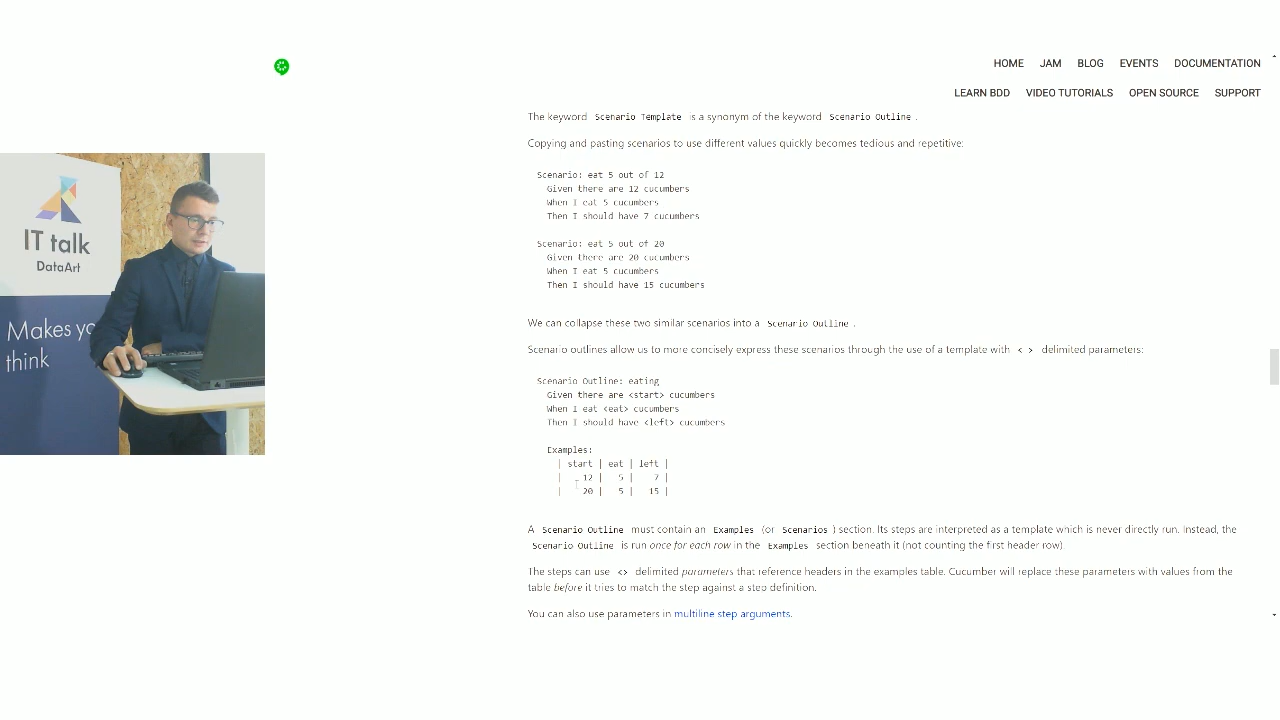 HOME JAM BLOG EVENTS DOCUMENTATION
LEARN BDD VIDEO TUTORIALS OPEN SOURCE SUPPORT
The keyword Scenario Template is a synonym of the keyword Scenario Outline .
Copying and pasting scenarios to use different values quickly becomes tedious and repetitive:
Scenario: eat 5 out of 12
Given there are 12 cucumbers
When I eat 5 cucumbers
Then I should have 7 cucumbers
Scenario: eat 5 out of 20
Given there are 20 cucumbers
When I eat 5 cucumbers
Then I should have 15 cucumbers
We can collapse these two similar scenarios into a Scenario Outline .
Scenario outlines allow us to more concisely express these scenarios through the use of a template with < > delimited parameters:
Scenario Outline: eating
Given there are <start> cucumbers
When I eat <eat> cucumbers
Then I should have <left> cucumbers
Examples:
| start | eat | left |
| 12 | 5 | 7 |
| 20 | 5 | 15 |
A Scenario Outline must contain an Examples (or Scenarios ) section. Its steps are interpreted as a template which is never directly run. Instead, the
Scenario Outline is run once for each row in the Examples section beneath it (not counting the first header row).
The steps can use <> delimited parameters that reference headers in the examples table. Cucumber will replace these parameters with values from the
table before it tries to match the step against a step definition.
You can also use parameters in multiline step arguments.
IT talk
DataArt
Makes yo
think